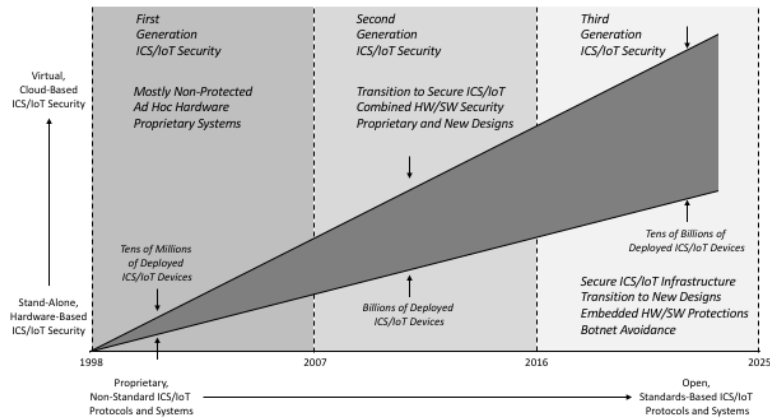 First
Generation
ICS/IoT Security
Second
Generation
ICS/IoT Security
Third
Generation
ICS/IoT Security
Virtual,
Cloud-Based
ICS/IoT Security
Mostly Non-Protected
Ad Hoc Hardware
Proprietary Systems
Transition to Secure ICS/IoT
Combined HW/SW Security
Proprietary and New Designs
Tens of Millions
of Deployed
ICS/IoT Devices
Billions of Deployed
ICS/IoT Devices
Tens of Billions of
Deployed ICS/IoT Devices
Secure ICS/IoT Infrastructure
Transition to New Designs
Embedded HW/SW Protections
Botnet Avoidance
Stand-Alone,
Hardware-Based
ICS/IoT Security
1998
2007
2016
2025
Proprietary,
Non-Standard ICS/IoT
Protocols and Systems
Open,
Standards-Based ICS/IoT
Protocols and Systems